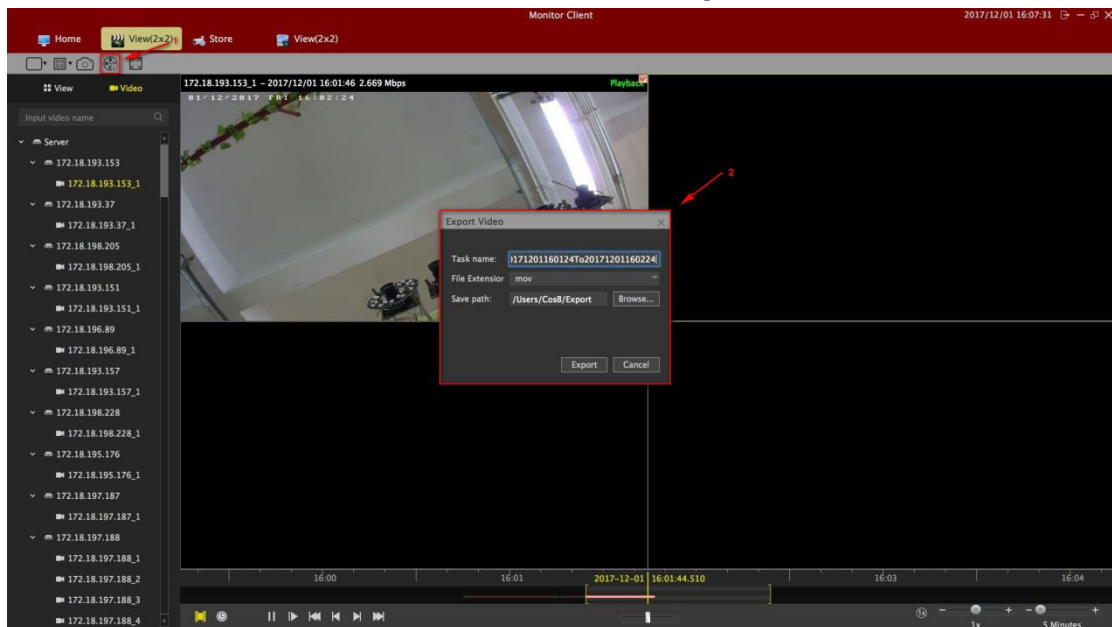 Monitor Client
2017/12/01 16:07:31
Home
View(2x2)
1
Store
View(2x2)
View
Video
Input video name
Server
172.18.193.153
172.18.193.153_1
172.18.193.37
172.18.193.37_1
172.18.198.205
172.18.198.205_1
172.18.193.151
172.18.193.151_1
172.18.196.89
172.18.196.89_1
172.18.193.157
172.18.193.157_1
172.18.198.228
172.18.198.228_1
172.18.195.176
172.18.195.176_1
172.18.197.187
172.18.197.187_1
172.18.197.188
172.18.197.188_1
172.18.197.188_2
172.18.197.188_3
172.18.197.188_4
172.18.193.153_1 - 2017/12/01 16:01:46 2.669 Mbps
Playback
01/12/2017 FRI 16:02:24
2
Export Video
Task name: )171201160124To20171201160224
File Extensior mov
Save path: /Users/CosB/Export Browse...
Export Cancel
16:00 16:01 2017-12-01 16:01:44.510 16:03 16:04
1x
1x 5 Minutes